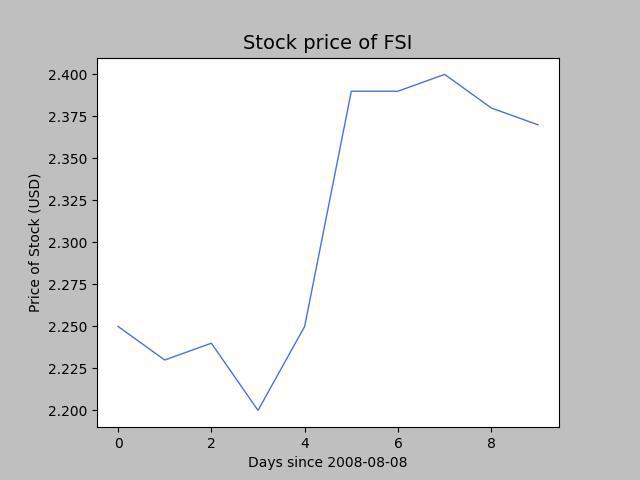 Stock price of FSI
Price of Stock (USD)
2.400
2.375
2.350
2.325
2.300
2.275
2.250
2.225
2.200
0 2 4 6 8
Days since 2008-08-08